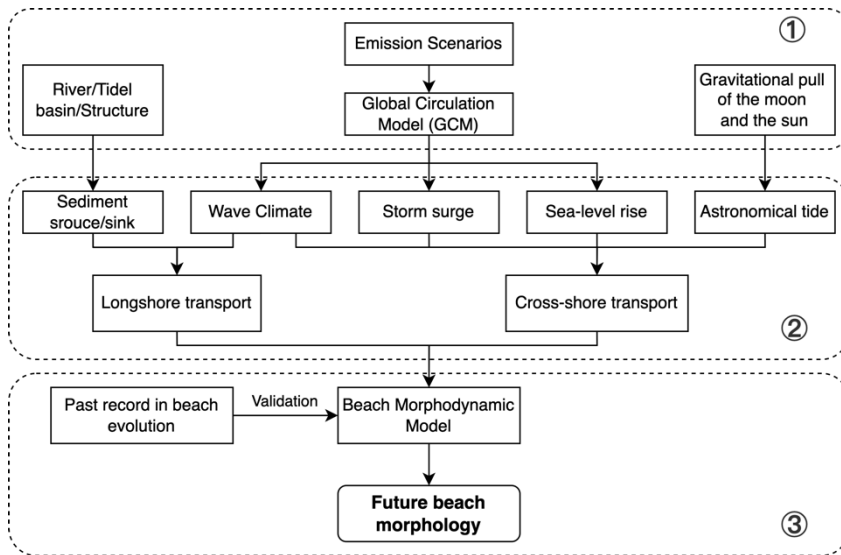 ①
Emission Scenarios
River/Tidel
basin/Structure
Global Circulation
Model (GCM)
Gravitational pull
of the moon
and the sun
②
Sediment
srouce/sink
Wave Climate
Storm surge
Sea-level rise
Astronomical tide
Longshore transport
Cross-shore transport
Past record in beach
evolution
Validation
Beach Morphodynamic
Model
Future beach
morphology
③